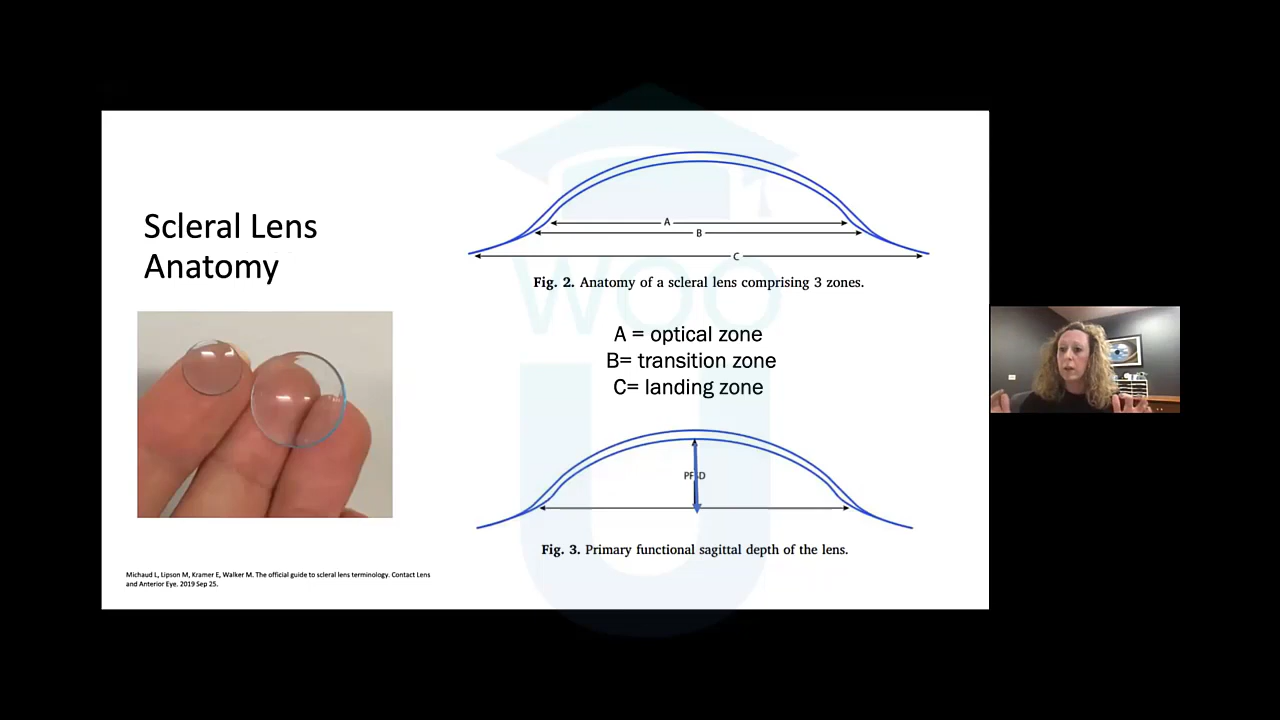 Scleral Lens
Anatomy
A
B
C
Fig. 2. Anatomy of a scleral lens comprising 3 zones.
WOO
U
A = optical zone
B= transition zone
C= landing zone
PFSD
Fig. 3. Primary functional sagittal depth of the lens.
Michaud L, Lipson M, Kramer E, Walker M. The official guide to scleral lens terminology. Contact Lens
and Anterior Eye. 2019 Sep 25.